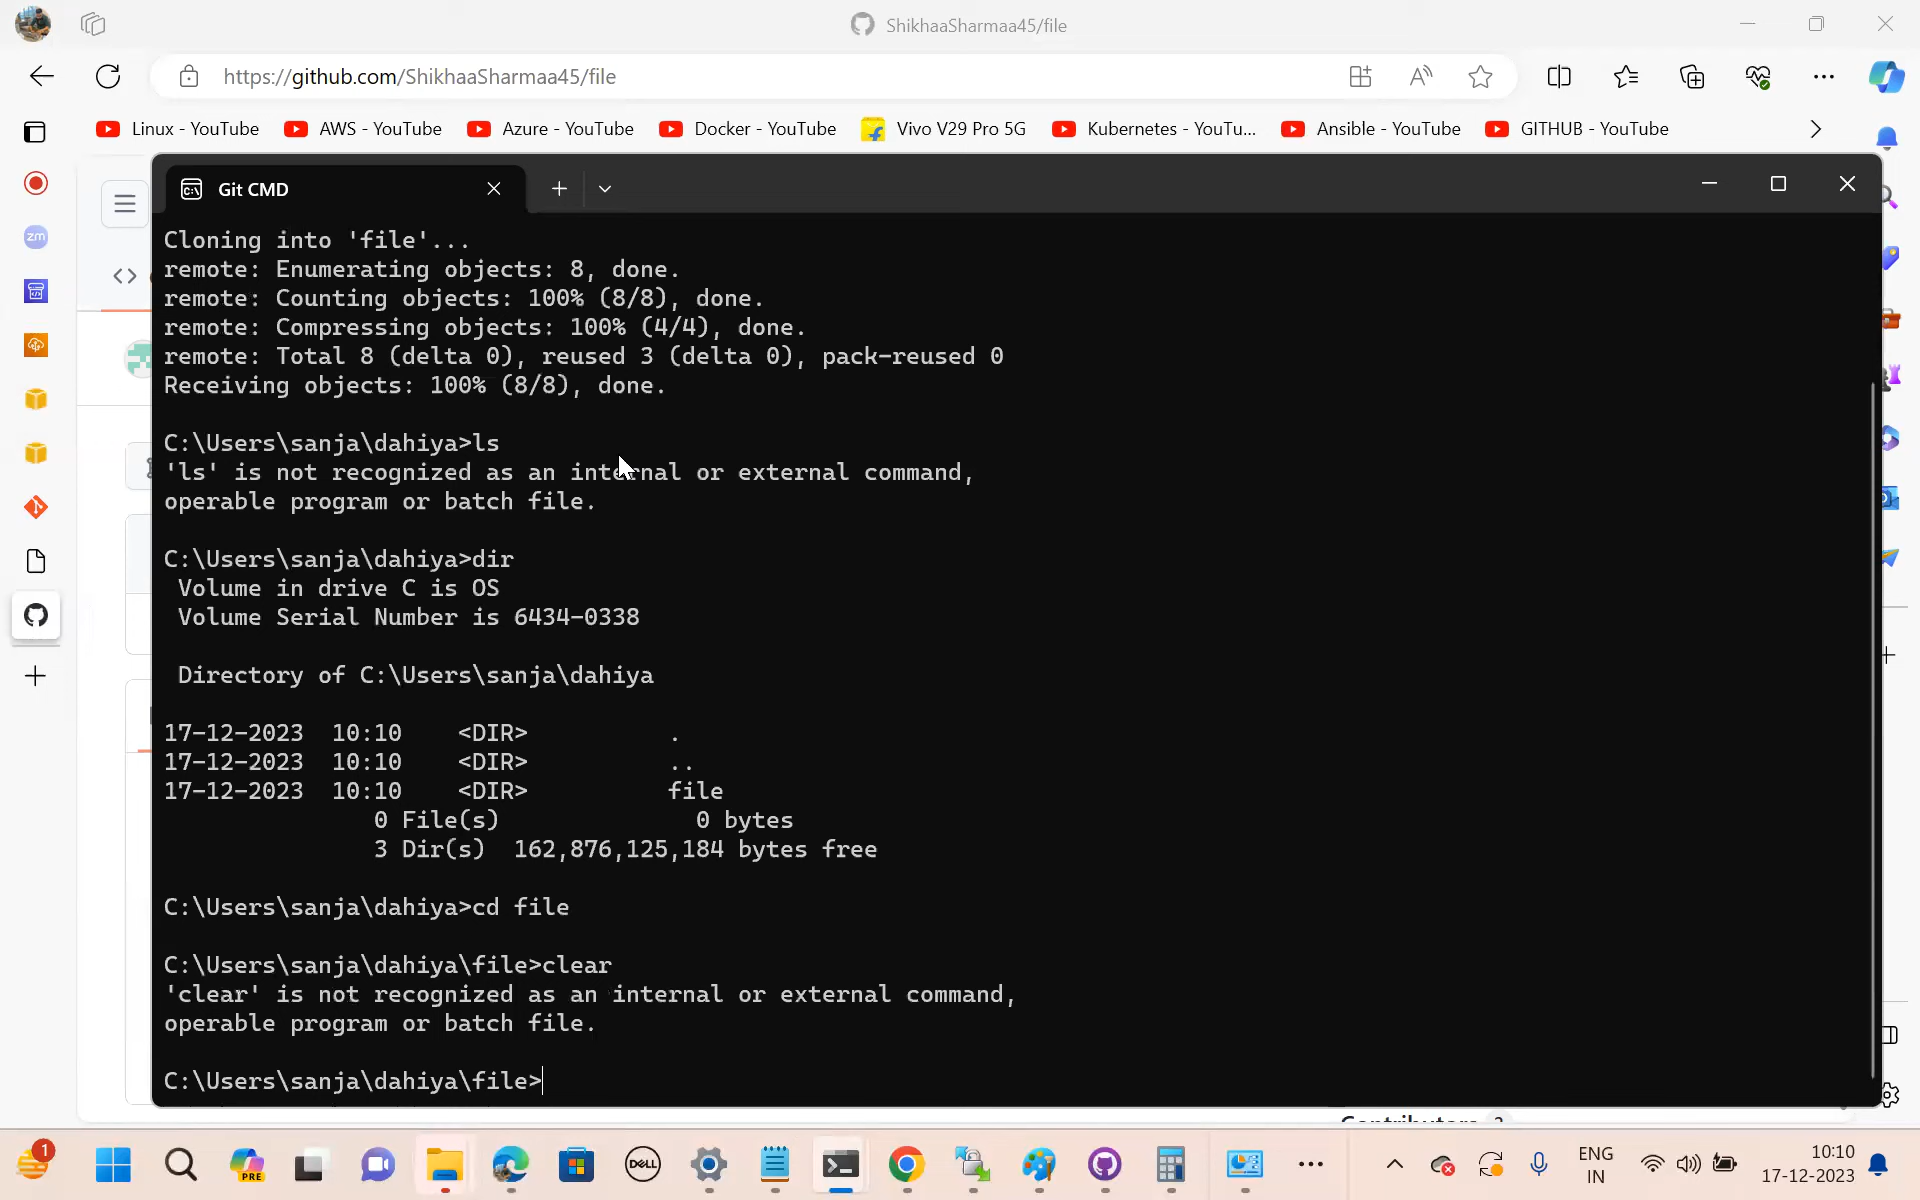 ShikhaaSharmaa45/file
https://github.com/ShikhaaSharmaa45/file
Linux - YouTube
AWS - YouTube
Azure - YouTube
Docker - YouTube
Vivo V29 Pro 5G
Kubernetes - YouTu...
Ansible - YouTube
GITHUB - YouTube
zm
Git CMD
Cloning into 'file'...
remote: Enumerating objects: 8, done.
remote: Counting objects: 100% (8/8), done.
remote: Compressing objects: 100% (4/4), done.
remote: Total 8 (delta 0), reused 3 (delta 0), pack-reused 0
Receiving objects: 100% (8/8), done.
C:\Users\sanja\dahiya>ls
'ls' is not recognized as an internal or external command,
operable program or batch file.
C:\Users\sanja\dahiya>dir
Volume in drive C is OS
Volume Serial Number is 6434-0338
Directory of C:\Users\sanja\dahiya
17-12-2023 10:10 <DIR> .
17-12-2023 10:10 <DIR> ..
17-12-2023 10:10 <DIR> file
0 File(s) 0 bytes
3 Dir(s) 162,876,125,184 bytes free
C:\Users\sanja\dahiya>cd file
C:\Users\sanja\dahiya\file>clear
'clear' is not recognized as an internal or external command,
operable program or batch file.
C:\Users\sanja\dahiya\file>
1
PRE
DELL
ENG
IN
10:10
17-12-2023